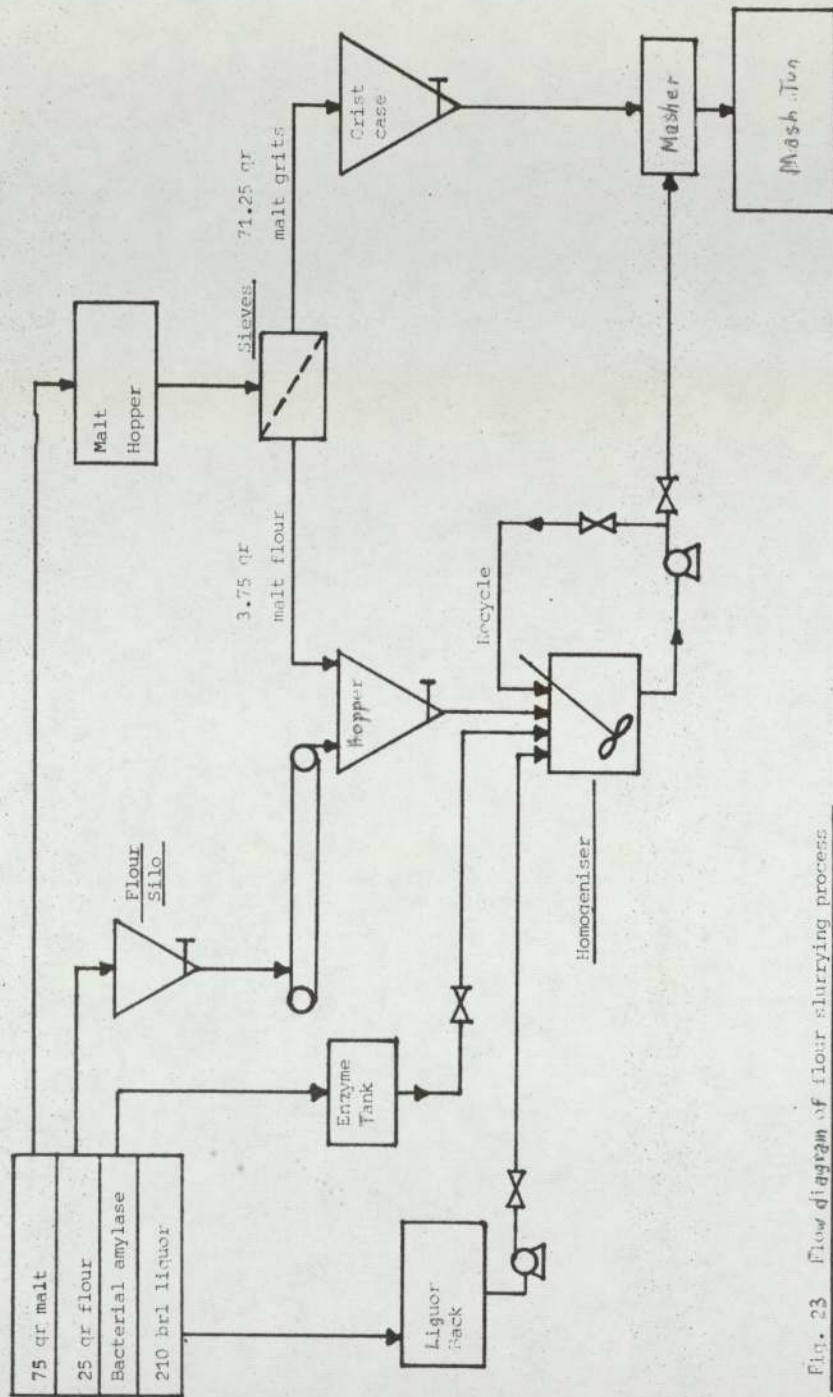 75 qr malt
25 qr flour
Bacterial amylase
210 brl liquor
Malt
Hopper
Flour
Silo
Sieves
3.75 qr
malt flour
71.25 qr
malt grits
Grist
case
Enzyme
Tank
Hopper
Liquor
Back
Recycle
Homogeniser
Masher
Mash Tun
Fig. 23 Flow diagram of flour slurrying process